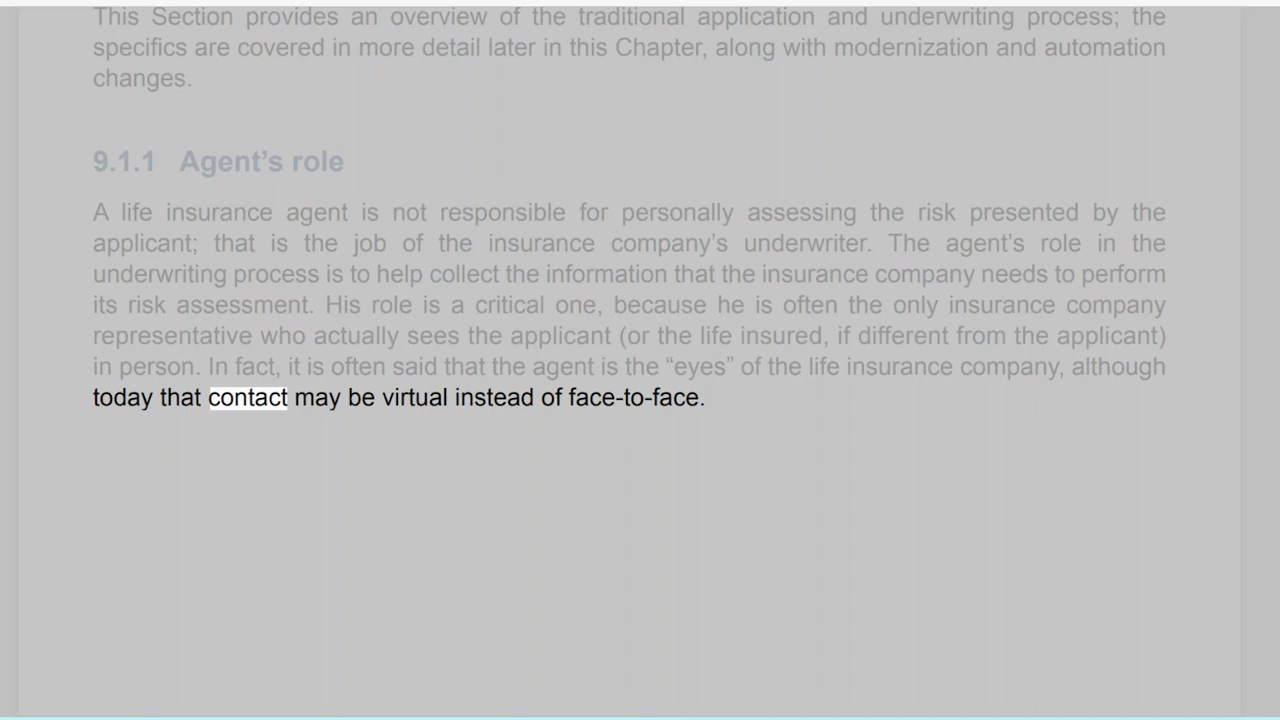 This Section provides an overview of the traditional application and underwriting process; the
specifics are covered in more detail later in this Chapter, along with modernization and automation
changes.
9.1.1 Agent’s role
A life insurance agent is not responsible for personally assessing the risk presented by the
applicant; that is the job of the insurance company’s underwriter. The agent’s role in the
underwriting process is to help collect the information that the insurance company needs to perform
its risk assessment. His role is a critical one, because he is often the only insurance company
representative who actually sees the applicant (or the life insured, if different from the applicant)
in person. In fact, it is often said that the agent is the “eyes” of the life insurance company, although
today that contact may be virtual instead of face-to-face.